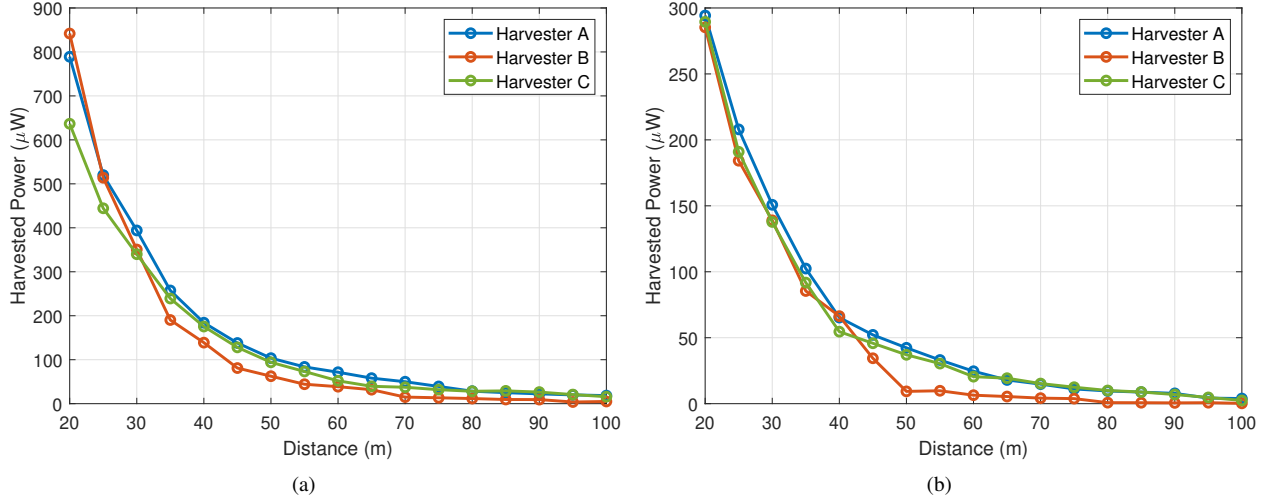 900
800
700
600
500
400
300
200
100
0
Harvested Power (μW)
Harvester A
Harvester B
Harvester C
20 30 40 50 60 70 80 90 100
Distance (m)
(a)
300
250
200
150
100
50
0
Harvested Power (μW)
Harvester A
Harvester B
Harvester C
20 30 40 50 60 70 80 90 100
Distance (m)
(b)